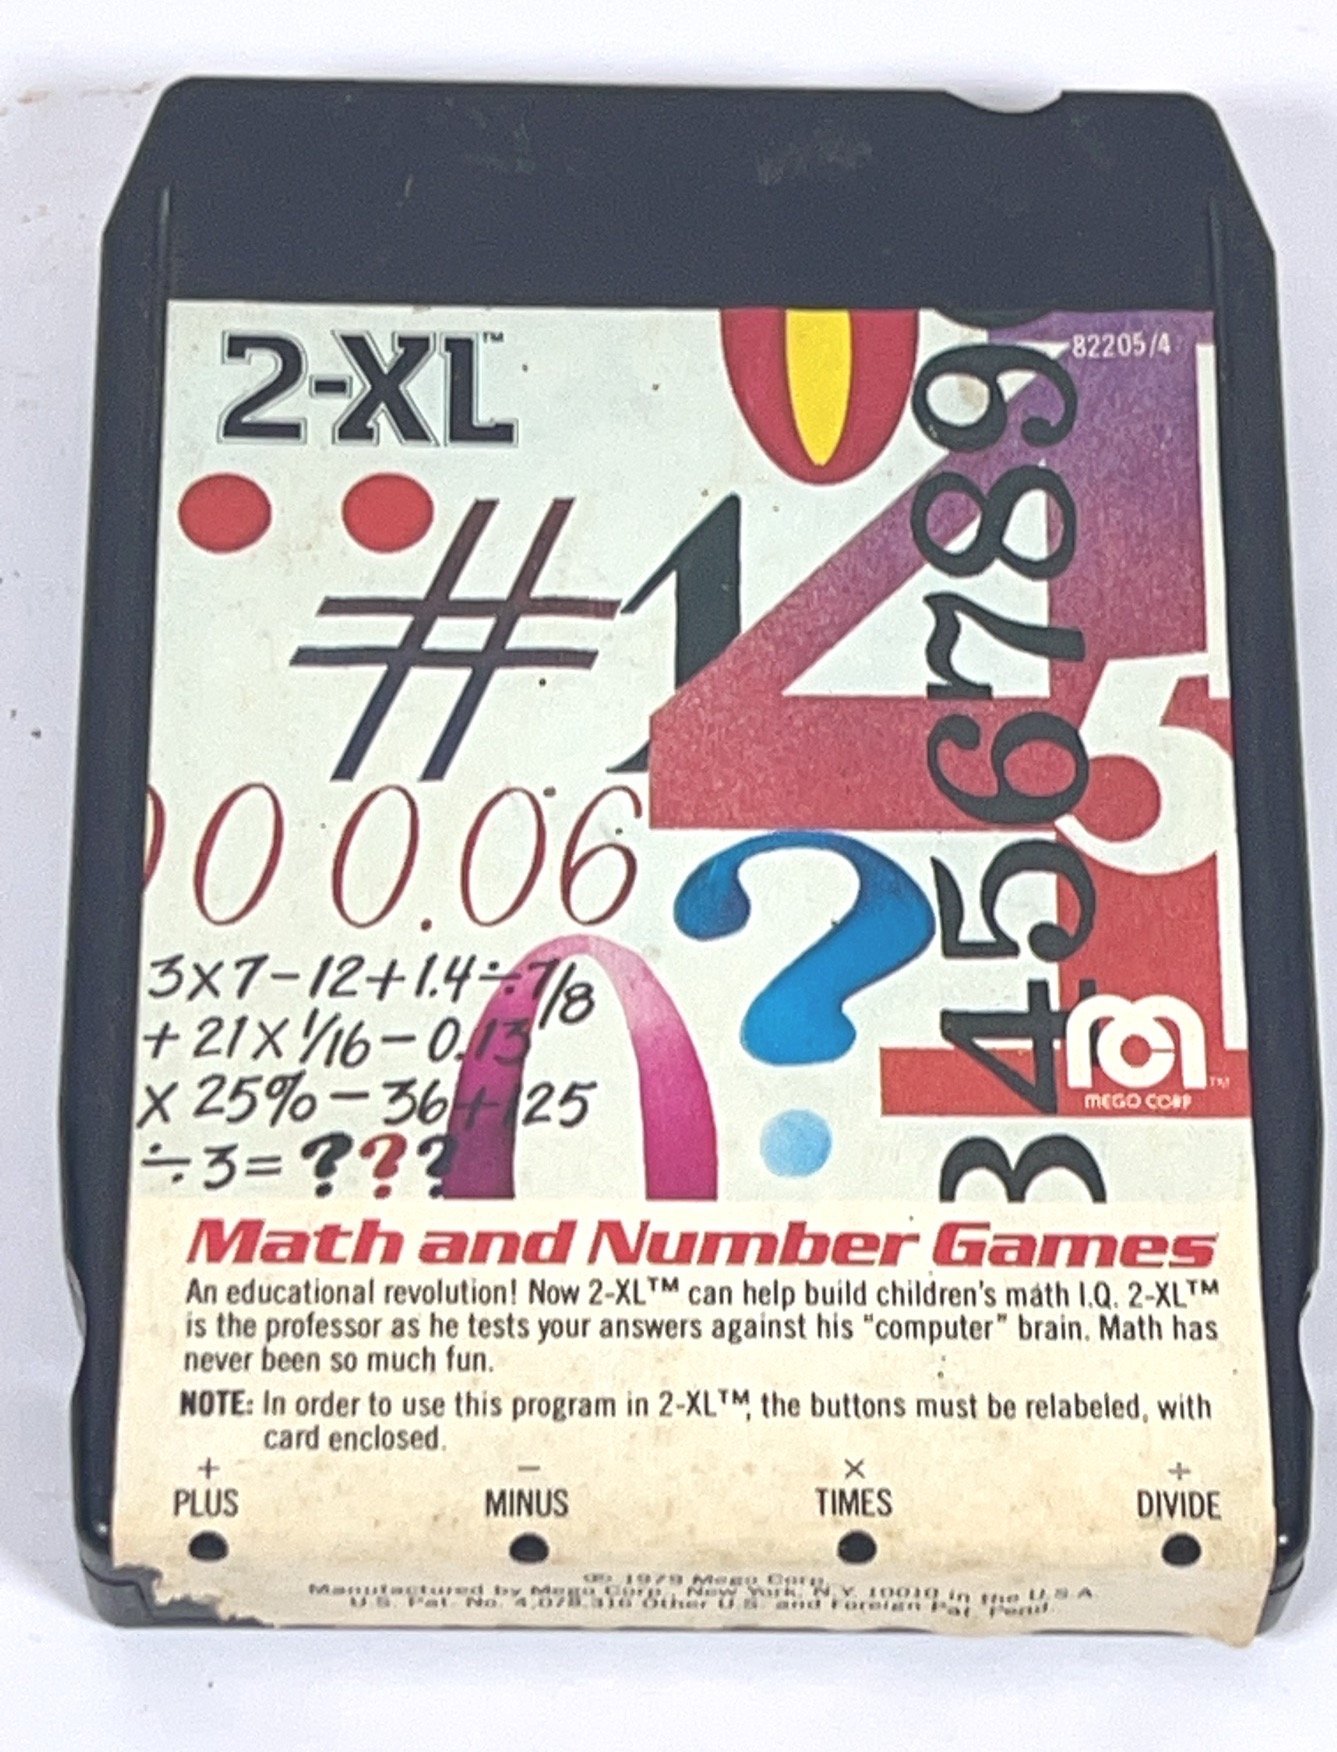 2-XL™
82205/4
0
#1
4
5
3456789
00 0.06
3x7-12+1.4÷7/8
+21x1/16-0.13
x 25%-36+125
÷3=???
?
MEGO CORP™
Math and Number Games
An educational revolution! Now 2-XL™ can help build children's math I.Q. 2-XL™
is the professor as he tests your answers against his "computer" brain. Math has
never been so much fun.
NOTE: In order to use this program in 2-XL™, the buttons must be relabeled, with
card enclosed.
+ − × ÷
PLUS MINUS TIMES DIVIDE
1979 Mego Corp.
Manufactured by Mego Corp., New York, N.Y. 10010 in the U.S.A.
U.S. Pat. No. 4,078,316 Other U.S. and Foreign Pat. Pend.